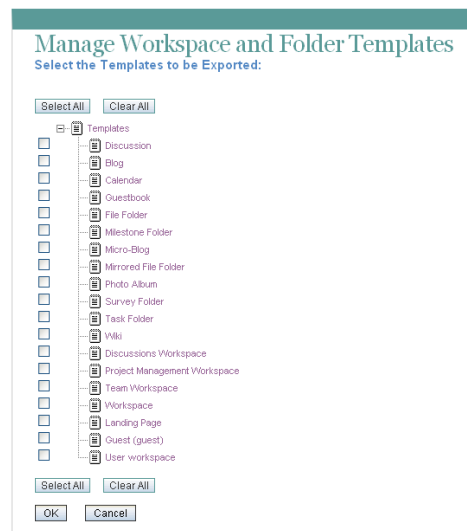 Manage Workspace and Folder Templates
Select the Templates to be Exported:
Select All Clear All
Templates
Discussion
Blog
Calendar
Guestbook
File Folder
Milestone Folder
Micro-Blog
Mirrored File Folder
Photo Album
Survey Folder
Task Folder
Wiki
Discussions Workspace
Project Management Workspace
Team Workspace
Workspace
Landing Page
Guest (guest)
User workspace
Select All Clear All
OK Cancel